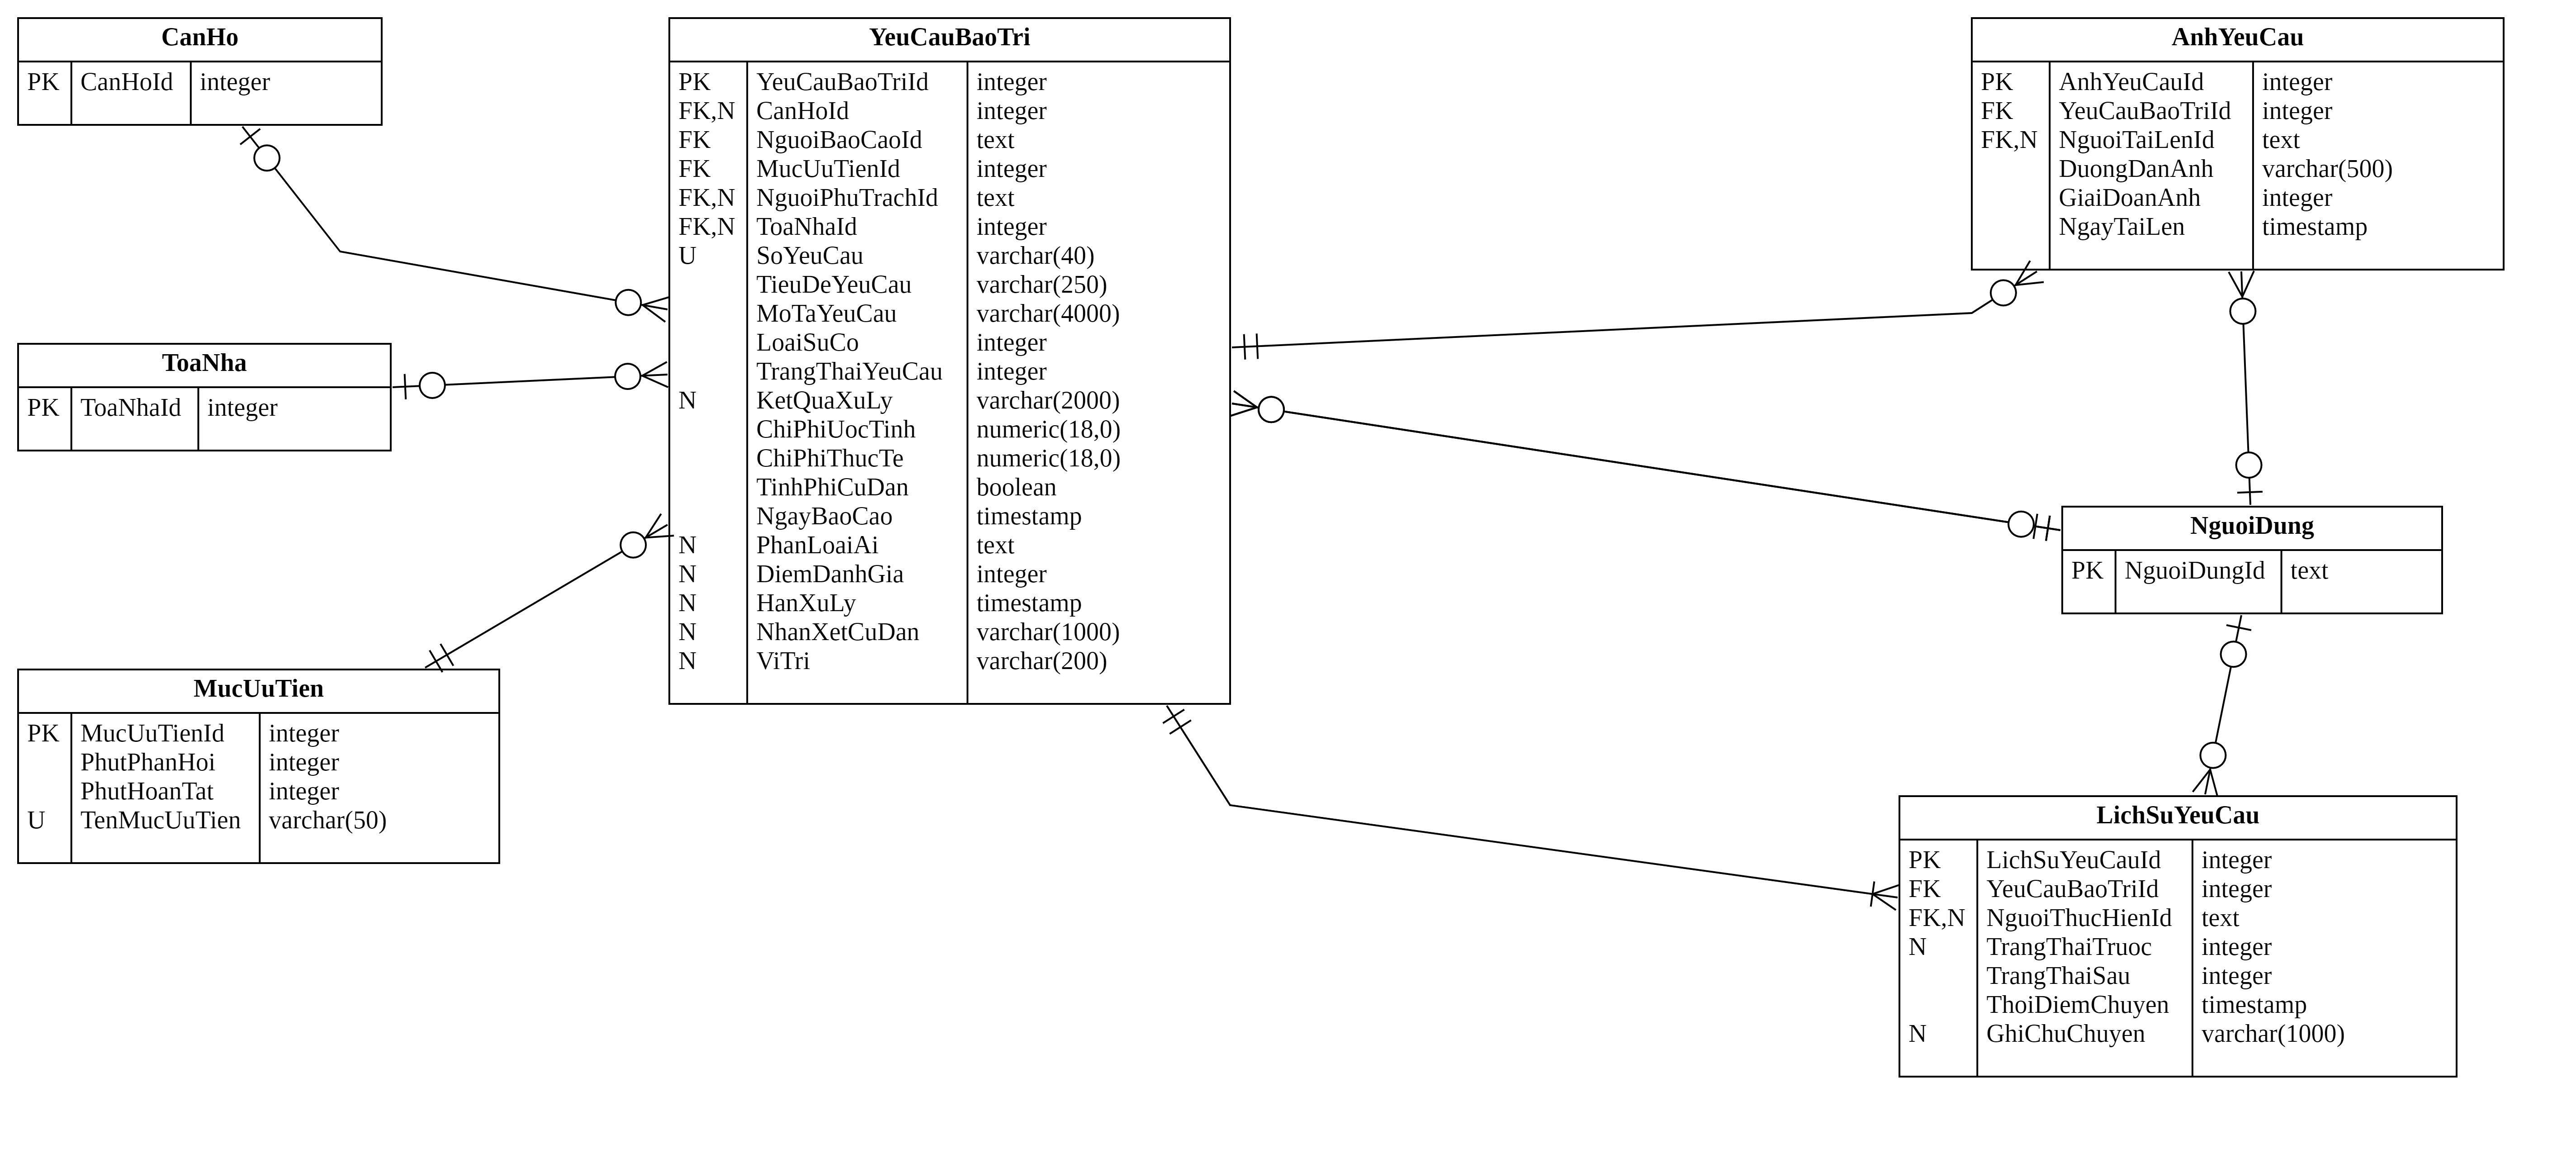 CanHo
PK CanHoId integer
ToaNha
PK ToaNhaId integer
MucUuTien
PK MucUuTienId integer
PhutPhanHoi integer
PhutHoanTat integer
U TenMucUuTien varchar(50)
YeuCauBaoTri
PK YeuCauBaoTriId integer
FK,N CanHoId integer
FK NguoiBaoCaoId text
FK MucUuTienId integer
FK,N NguoiPhuTrachId text
FK,N ToaNhaId integer
U SoYeuCau varchar(40)
TieuDeYeuCau varchar(250)
MoTaYeuCau varchar(4000)
LoaiSuCo integer
TrangThaiYeuCau integer
N KetQuaXuLy varchar(2000)
ChiPhiUocTinh numeric(18,0)
ChiPhiThucTe numeric(18,0)
TinhPhiCuDan boolean
NgayBaoCao timestamp
N PhanLoaiAi text
N DiemDanhGia integer
N HanXuLy timestamp
N NhanXetCuDan varchar(1000)
N ViTri varchar(200)
AnhYeuCau
PK AnhYeuCauId integer
FK YeuCauBaoTriId integer
FK,N NguoiTaiLenId text
DuongDanAnh varchar(500)
GiaiDoanAnh integer
NgayTaiLen timestamp
NguoiDung
PK NguoiDungId text
LichSuYeuCau
PK LichSuYeuCauId integer
FK YeuCauBaoTriId integer
FK,N NguoiThucHienId text
N TrangThaiTruoc integer
TrangThaiSau integer
ThoiDiemChuyen timestamp
N GhiChuChuyen varchar(1000)